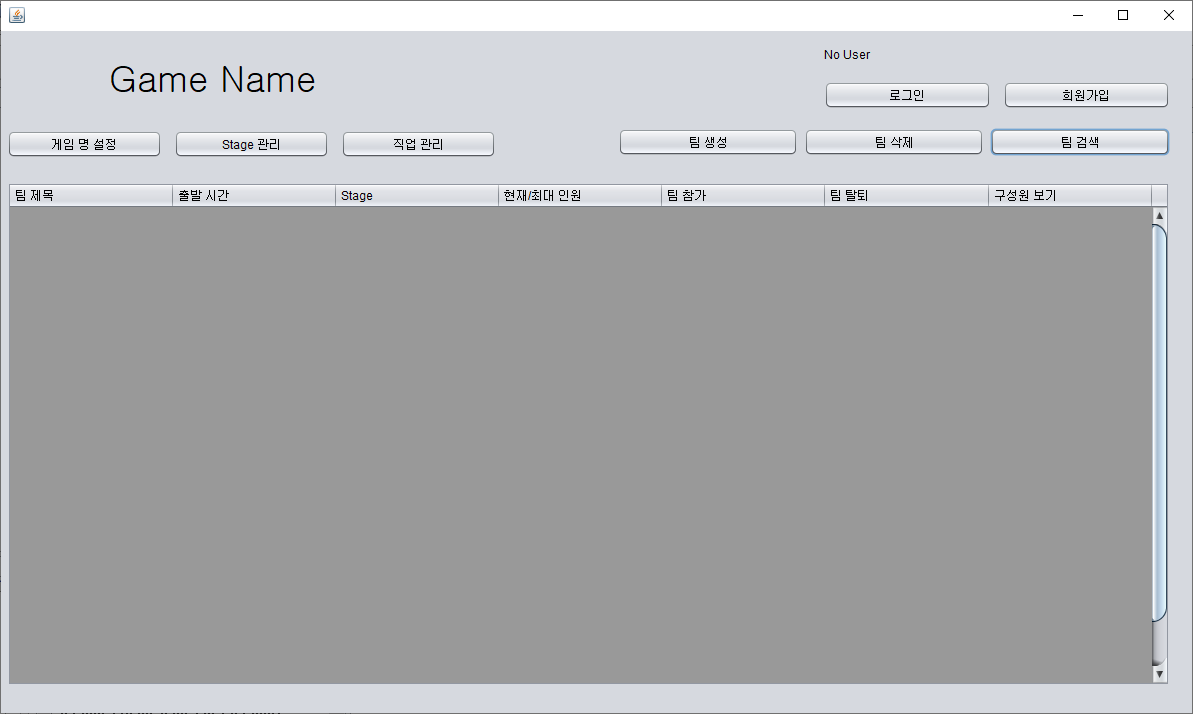 No User
Game Name
로그인 회원가입
게임 명 설정 Stage 관리 직업 관리 팀 생성 팀 삭제 팀 검색
팀 제목 출발 시간 Stage 현재/최대 인원 팀 참가 팀 탈퇴 구성원 보기